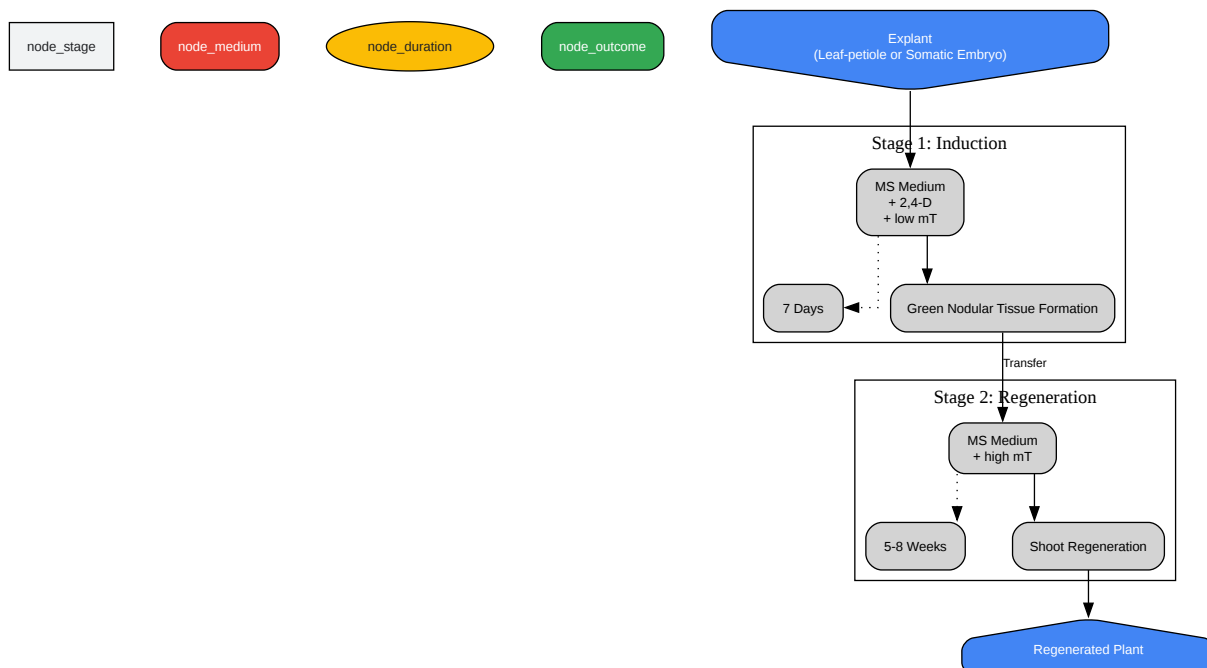 node_stage
node_medium
node_duration
node_outcome
Explant
(Leaf-petiole or Somatic Embryo)
Stage 1: Induction
MS Medium
+ 2,4-D
+ low mT
7 Days
Green Nodular Tissue Formation
Transfer
Stage 2: Regeneration
MS Medium
+ high mT
5-8 Weeks
Shoot Regeneration
Regenerated Plant